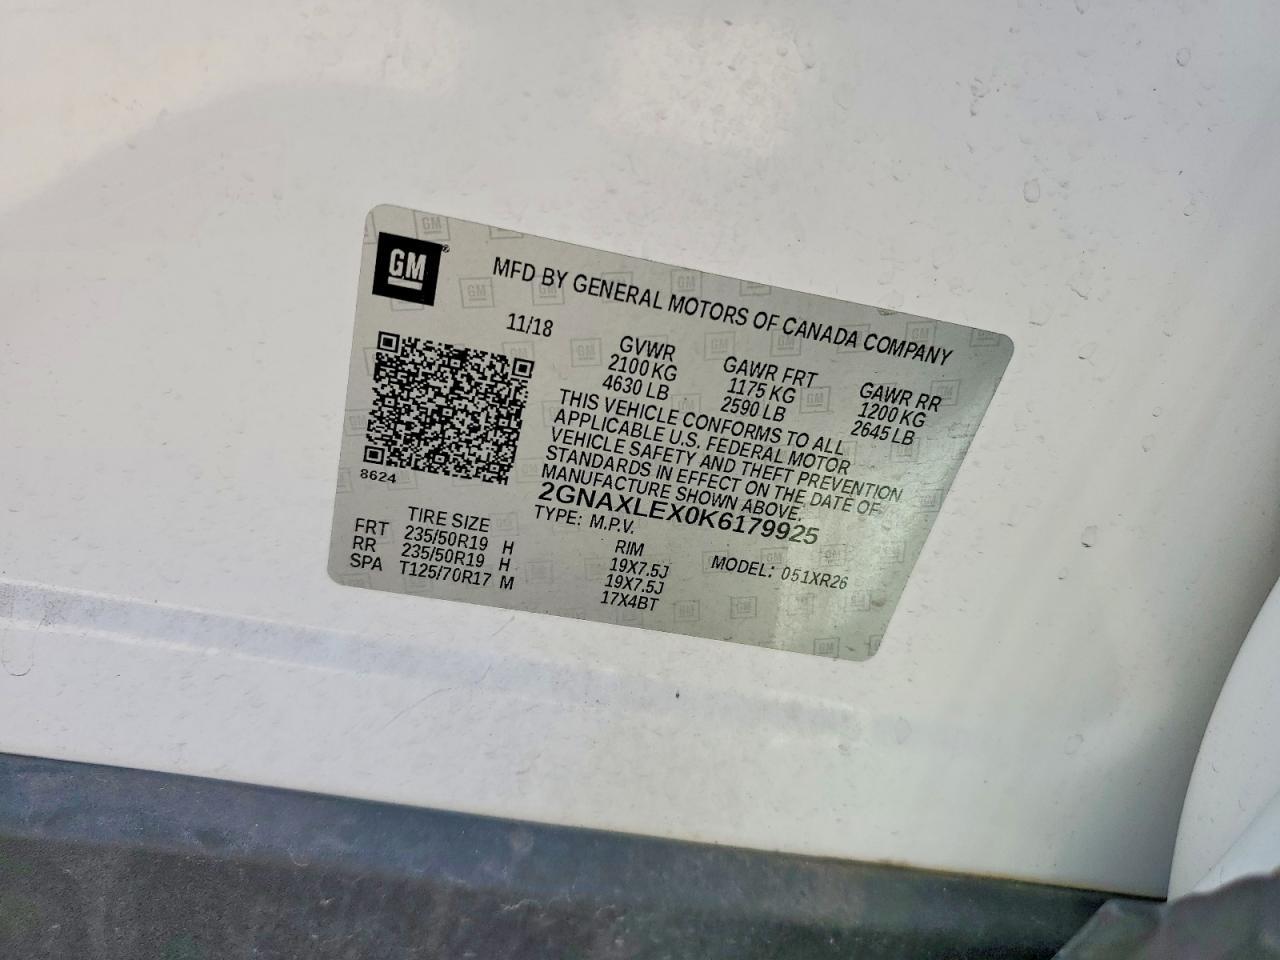 GM®
MFD BY GENERAL MOTORS OF CANADA COMPANY
11/18
GVWR GAWR FRT GAWR RR
2100 KG 1175 KG 1200 KG
4630 LB 2590 LB 2645 LB
THIS VEHICLE CONFORMS TO ALL
APPLICABLE U.S. FEDERAL MOTOR
VEHICLE SAFETY AND THEFT PREVENTION
STANDARDS IN EFFECT ON THE DATE OF
MANUFACTURE SHOWN ABOVE.
2GNAXLEX0K6179925
8624
TYPE: M.P.V. MODEL: 051XR26
TIRE SIZE RIM
FRT 235/50R19 H 19X7.5J
RR 235/50R19 H 19X7.5J
SPA T125/70R17 M 17X4BT